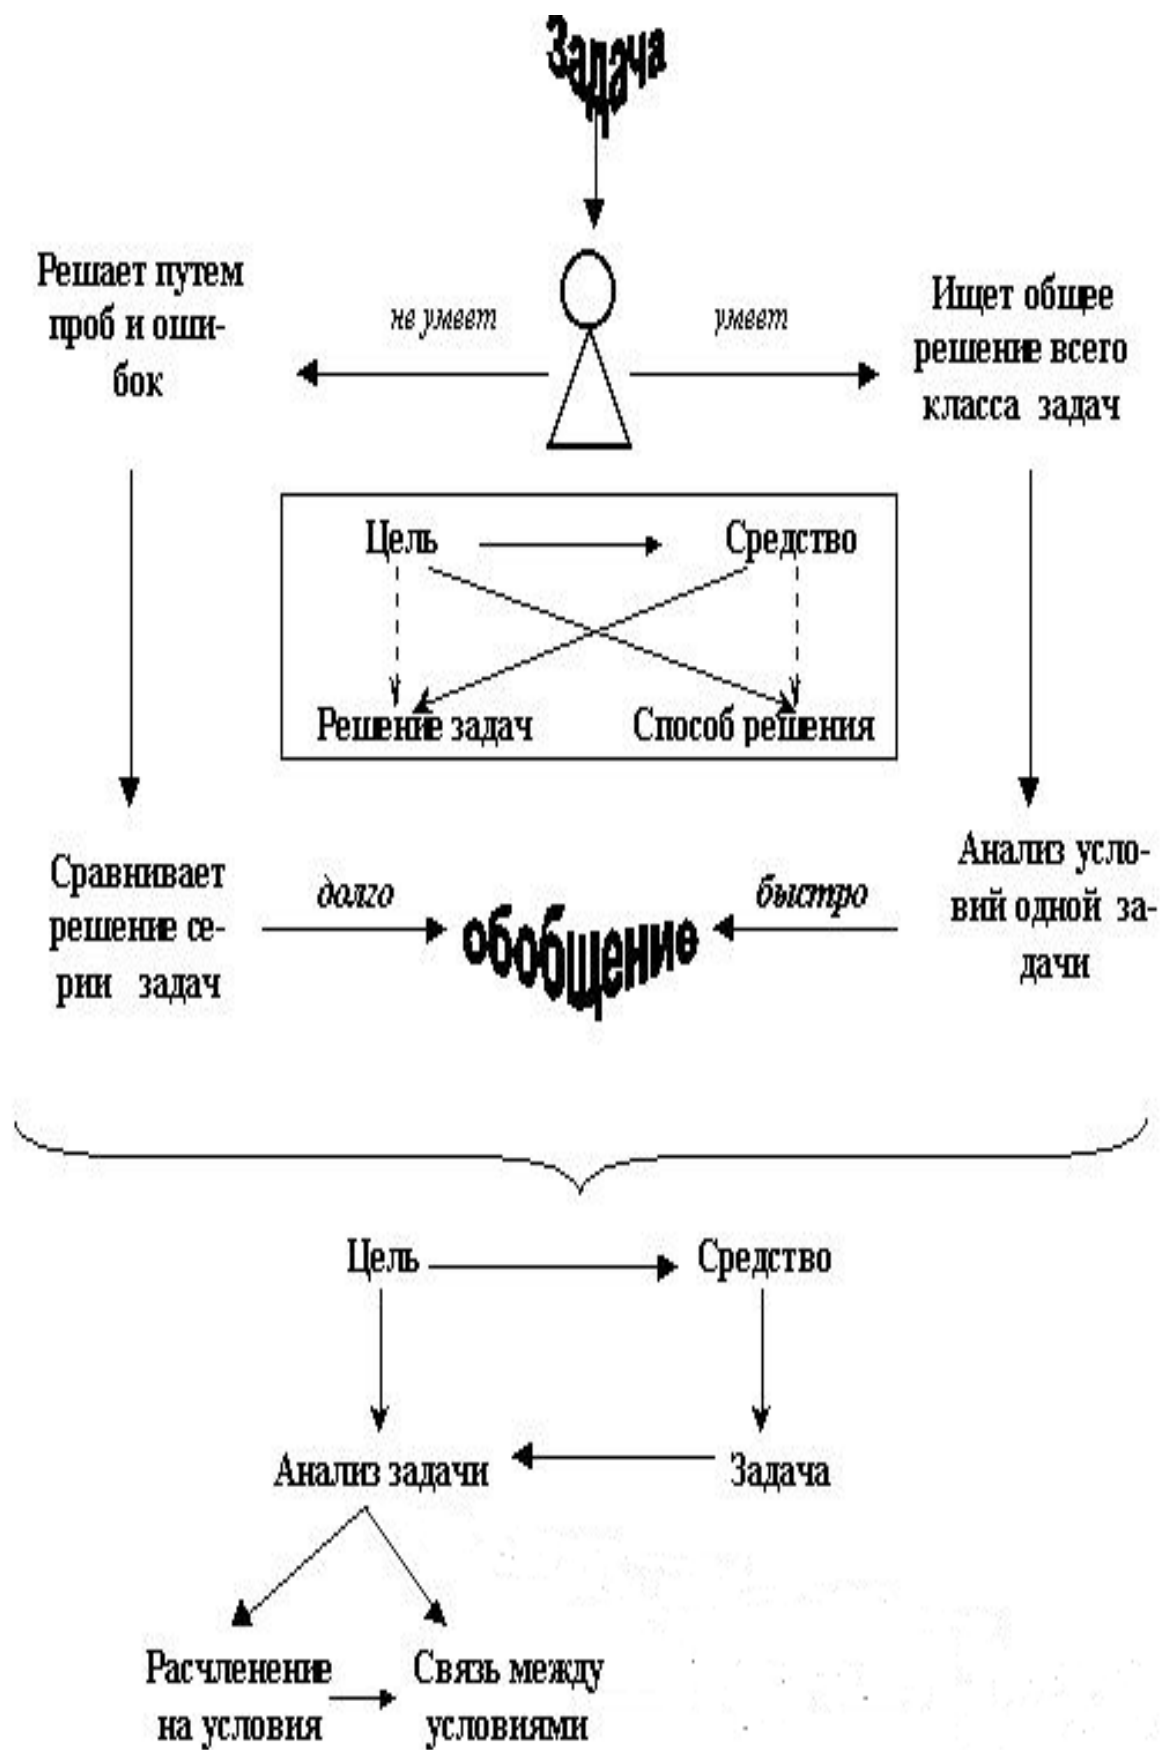 Задача
Решает путем
проб и оши-
бок
не умеет
умеет
Ищет общее
решение всего
класса задач
Цель
Средство
Решение задач
Способ решения
Сравнивает
решение се-
рии задач
долго
обобщение
быстро
Анализ усло-
вий одной за-
дачи
Цель
Средство
Анализ задачи
Задача
Расчленение
на условия
Связь между
условиями